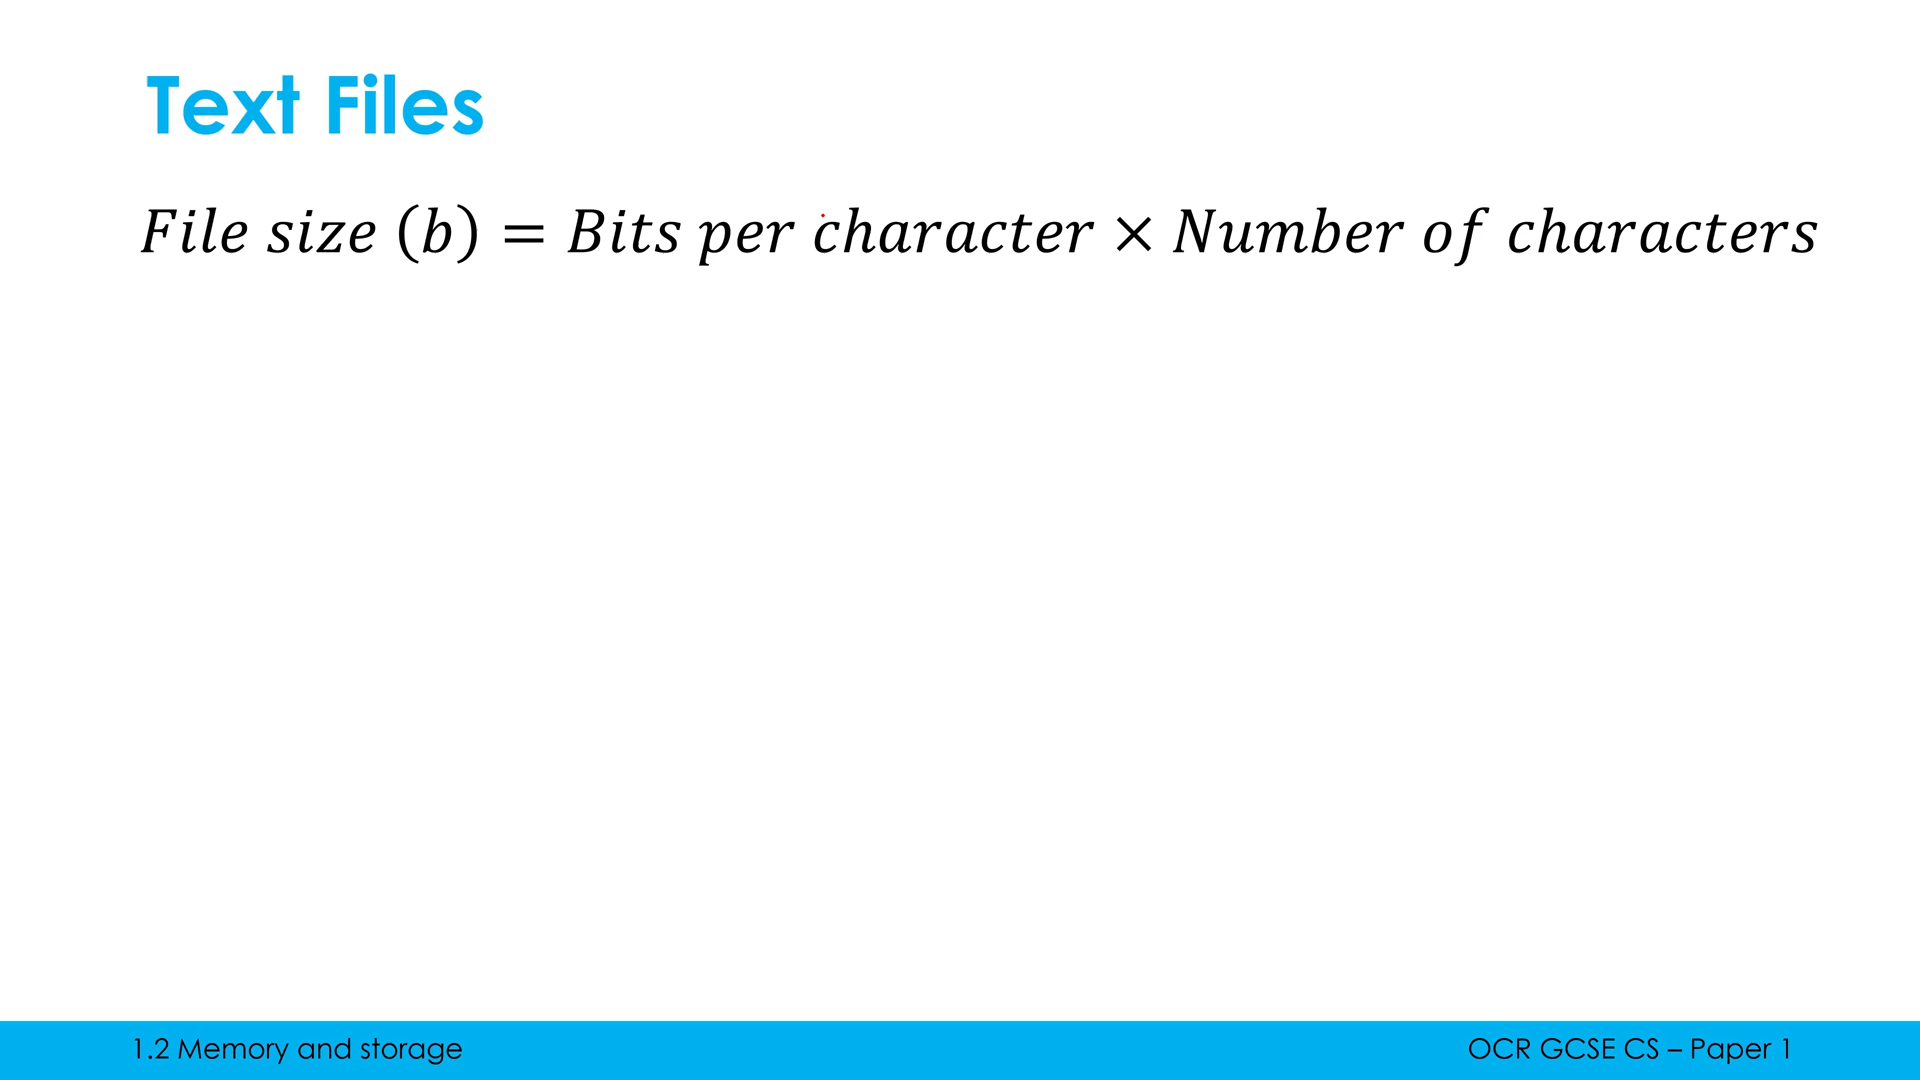 Text Files
File size (b) = Bits per character × Number of characters
1.2 Memory and storage
OCR GCSE CS – Paper 1